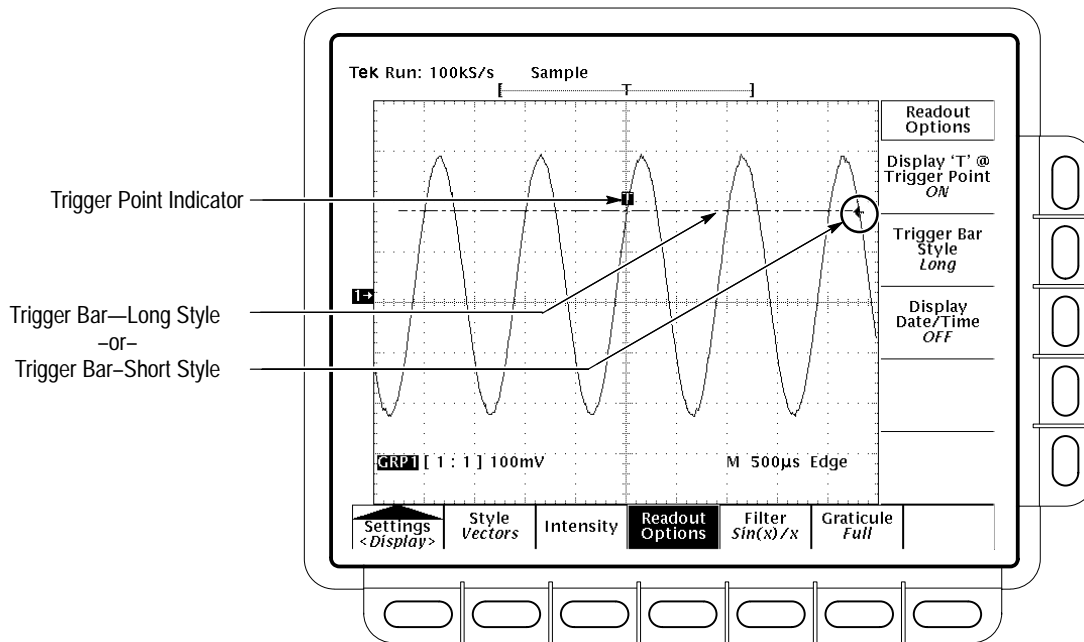 Tek Run: 100kS/s Sample
[ T ]
Readout
Options
Display ‘T’ @
Trigger Point
ON
Trigger Point Indicator
T
Trigger Bar
Style
Long
1→
Trigger Bar—Long Style
–or–
Trigger Bar–Short Style
Display
Date/Time
OFF
GRP1 [ 1 : 1 ] 100mV M 500µs Edge
Settings
<Display>
Style
Vectors
Intensity
Readout
Options
Filter
Sin(x)/x
Graticule
Full